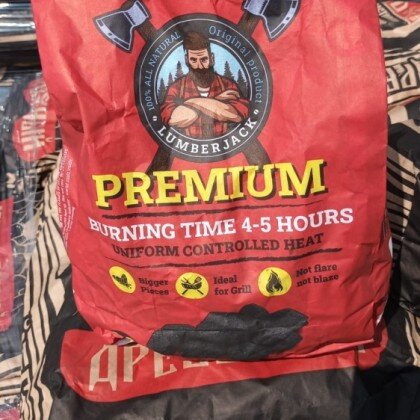 100% ALL NATURAL
Original product
LUMBERJACK
PREMIUM
BURNING TIME 4-5 HOURS
UNIFORM CONTROLLED HEAT
Bigger
Pieces
Ideal
for Grill
Not flare
not blaze